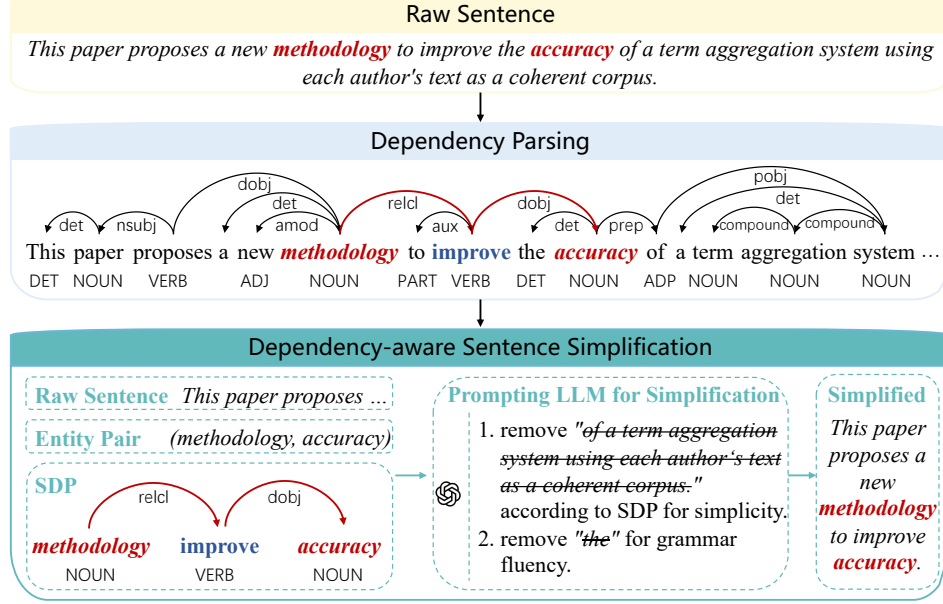 Raw Sentence
This paper proposes a new methodology to improve the accuracy of a term aggregation system using
each author's text as a coherent corpus.
Dependency Parsing
dobj pobj
det relcl dobj det
det nsubj amod aux det prep compound compound
This paper proposes a new methodology to improve the accuracy of a term aggregation system ...
DET NOUN VERB ADJ NOUN PART VERB DET NOUN ADP NOUN NOUN NOUN
Dependency-aware Sentence Simplification
Raw Sentence This paper proposes ...
Entity Pair (methodology, accuracy)
SDP
relcl dobj
methodology improve accuracy
NOUN VERB NOUN
Prompting LLM for Simplification
1. remove "of a term aggregation
system using each author‘s text
as a coherent corpus."
according to SDP for simplicity.
2. remove "the" for grammar
fluency.
Simplified
This paper
proposes a
new
methodology
to improve
accuracy.